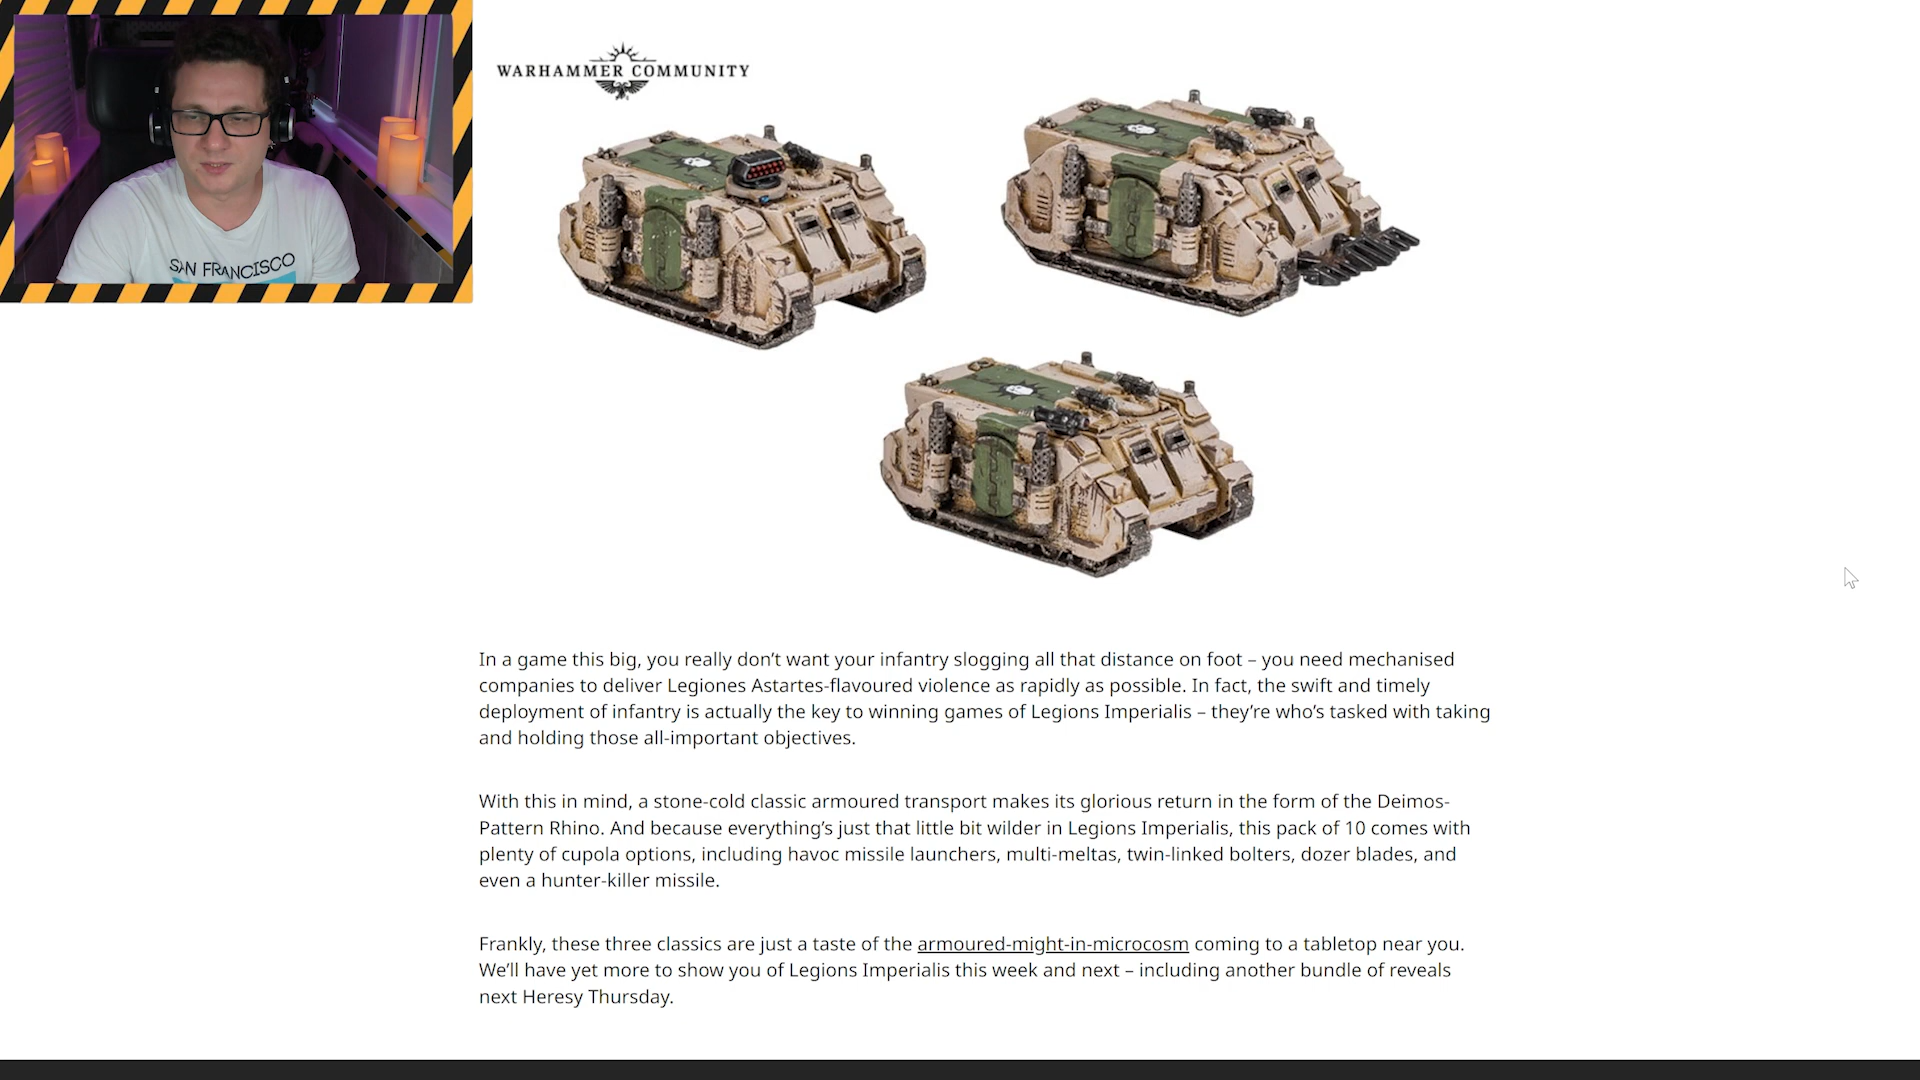 WARHAMMER COMMUNITY
SAN FRANCISCO
In a game this big, you really don’t want your infantry slogging all that distance on foot – you need mechanised
companies to deliver Legiones Astartes-flavoured violence as rapidly as possible. In fact, the swift and timely
deployment of infantry is actually the key to winning games of Legions Imperialis – they’re who’s tasked with taking
and holding those all-important objectives.
With this in mind, a stone-cold classic armoured transport makes its glorious return in the form of the Deimos-
Pattern Rhino. And because everything’s just that little bit wilder in Legions Imperialis, this pack of 10 comes with
plenty of cupola options, including havoc missile launchers, multi-meltas, twin-linked bolters, dozer blades, and
even a hunter-killer missile.
Frankly, these three classics are just a taste of the armoured-might-in-microcosm coming to a tabletop near you.
We’ll have yet more to show you of Legions Imperialis this week and next – including another bundle of reveals
next Heresy Thursday.